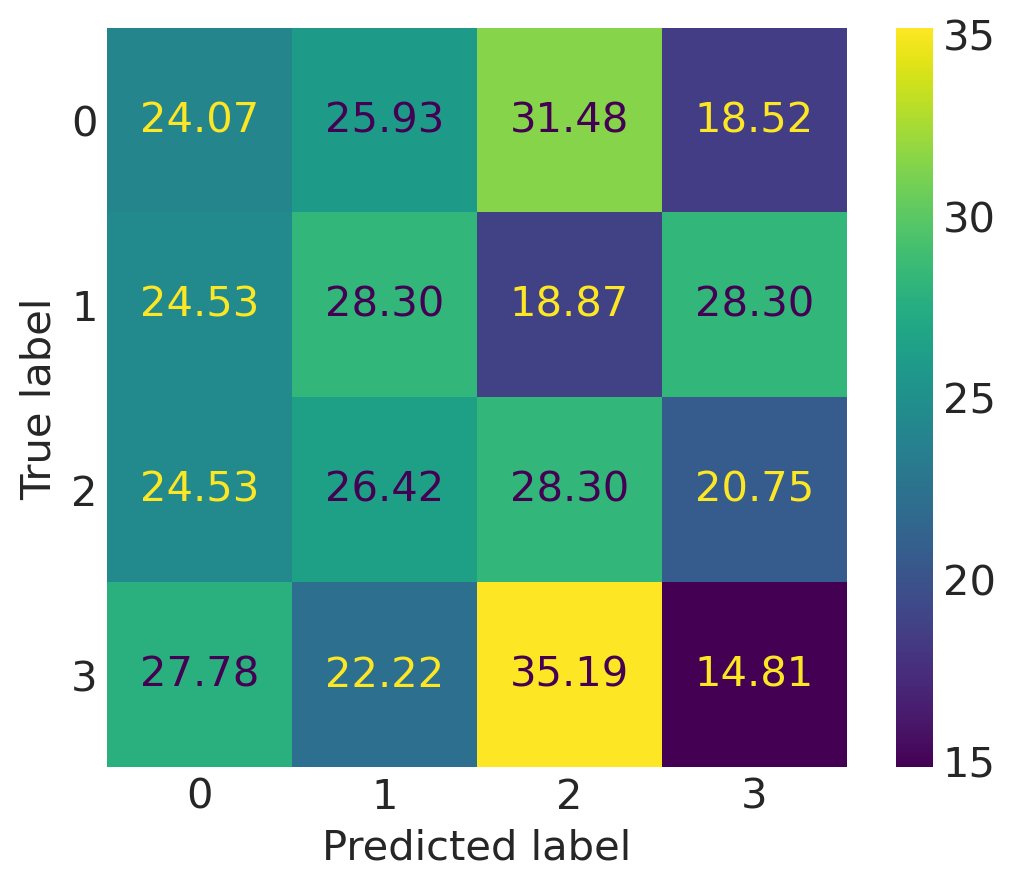 0 24.07 25.93 31.48 18.52
1 24.53 28.30 18.87 28.30
2 24.53 26.42 28.30 20.75
3 27.78 22.22 35.19 14.81
0 1 2 3
Predicted label
True label
35
30
25
20
15